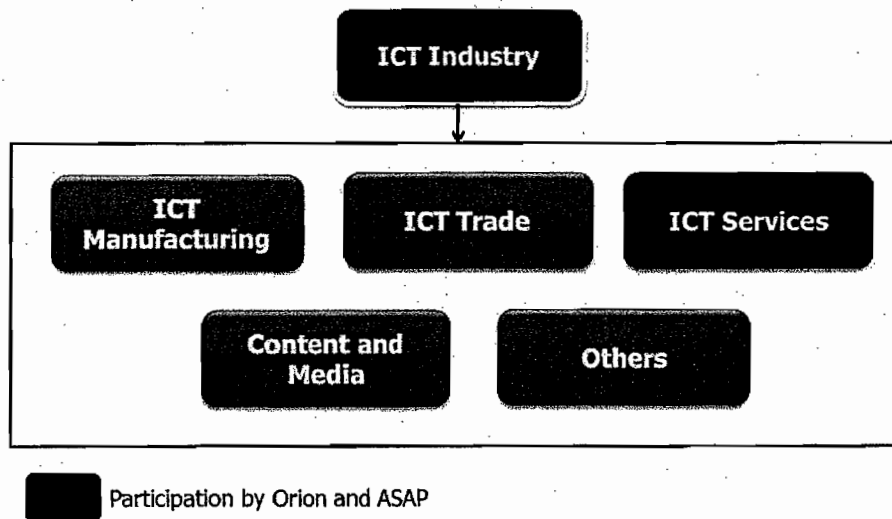 ICT Industry
ICT
Manufacturing
ICT Trade
ICT Services
Content and
Media
Others
Participation by Orion and ASAP